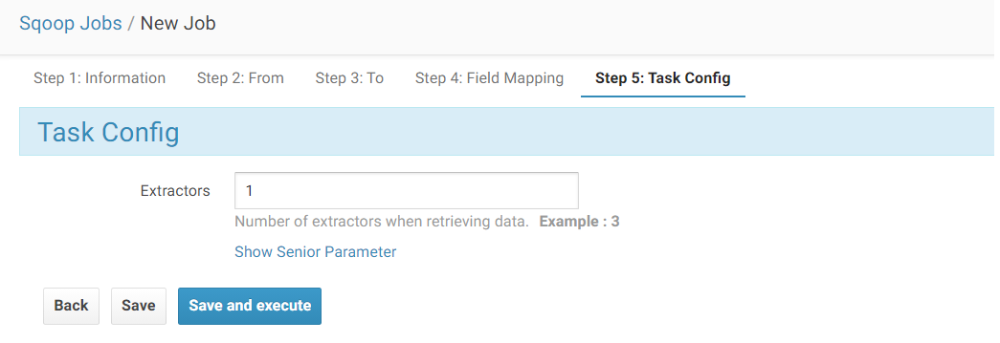 Sqoop Jobs / New Job
Step 1: Information Step 2: From Step 3: To Step 4: Field Mapping Step 5: Task Config
Task Config
Extractors 1
Number of extractors when retrieving data. Example : 3
Show Senior Parameter
Back Save Save and execute